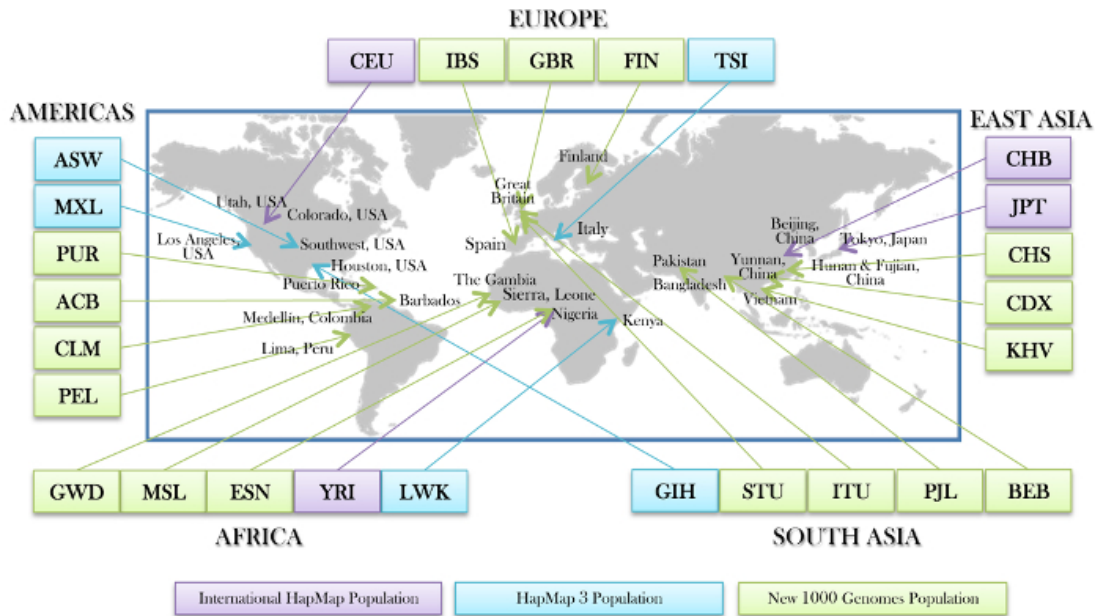 EUROPE
CEU
IBS
GBR
FIN
TSI
AMERICAS
ASW
MXL
PUR
ACB
CLM
PEL
EAST ASIA
CHB
JPT
CHS
CDX
KHV
Finland
Great
Britain
Utah, USA
Colorado, USA
Los Angeles,
USA
Southwest, USA
Houston, USA
Puerto Rico
Barbados
Medellin, Colombia
Lima, Peru
Spain
Italy
The Gambia
Sierra, Leone
Nigeria
Kenya
Pakistan
Bangladesh
Beijing,
China
Tokyo, Japan
Yunnan,
China
Hunan & Fujian,
China
Vietnam
GWD
MSL
ESN
YRI
LWK
AFRICA
GIH
STU
ITU
PJL
BEB
SOUTH ASIA
International HapMap Population
HapMap 3 Population
New 1000 Genomes Population